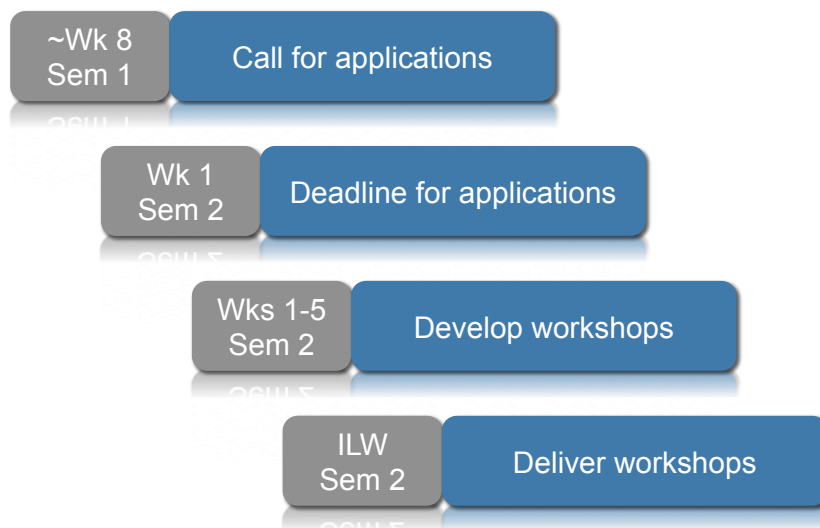 ~Wk 8
Sem 1
Call for applications
Wk 1
Sem 2
Deadline for applications
Wks 1-5
Sem 2
Develop workshops
ILW
Sem 2
Deliver workshops